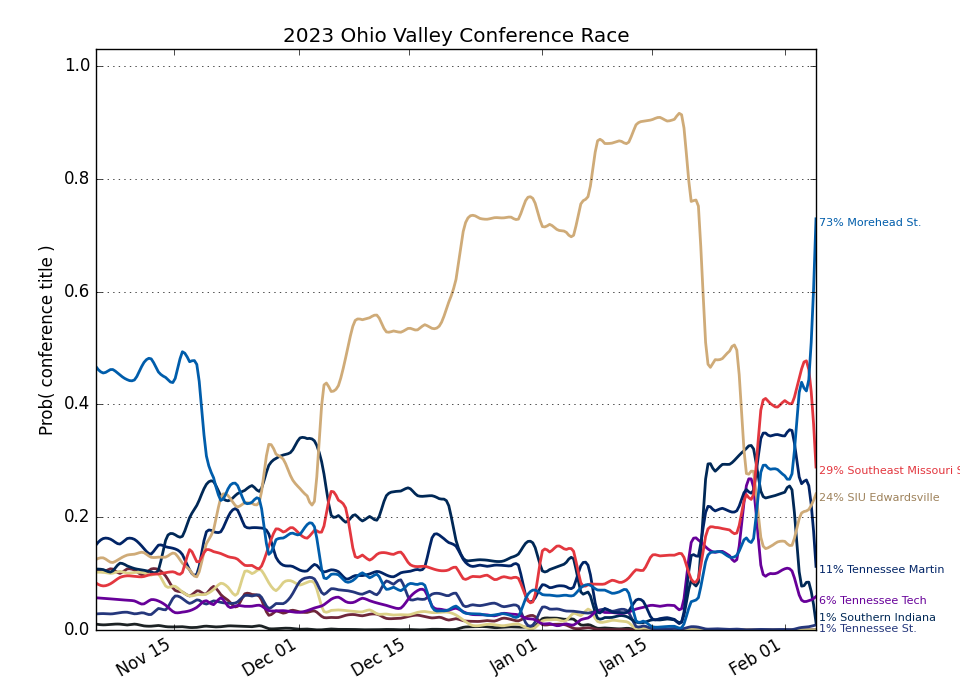 2023 Ohio Valley Conference Race
1.0
0.8
0.6
0.4
0.2
0.0
Prob( conference title )
Nov 15
Dec 01
Dec 15
Jan 01
Jan 15
Feb 01
73% Morehead St.
29% Southeast Missouri S
24% SIU Edwardsville
11% Tennessee Martin
6% Tennessee Tech
1% Southern Indiana
1% Tennessee St.